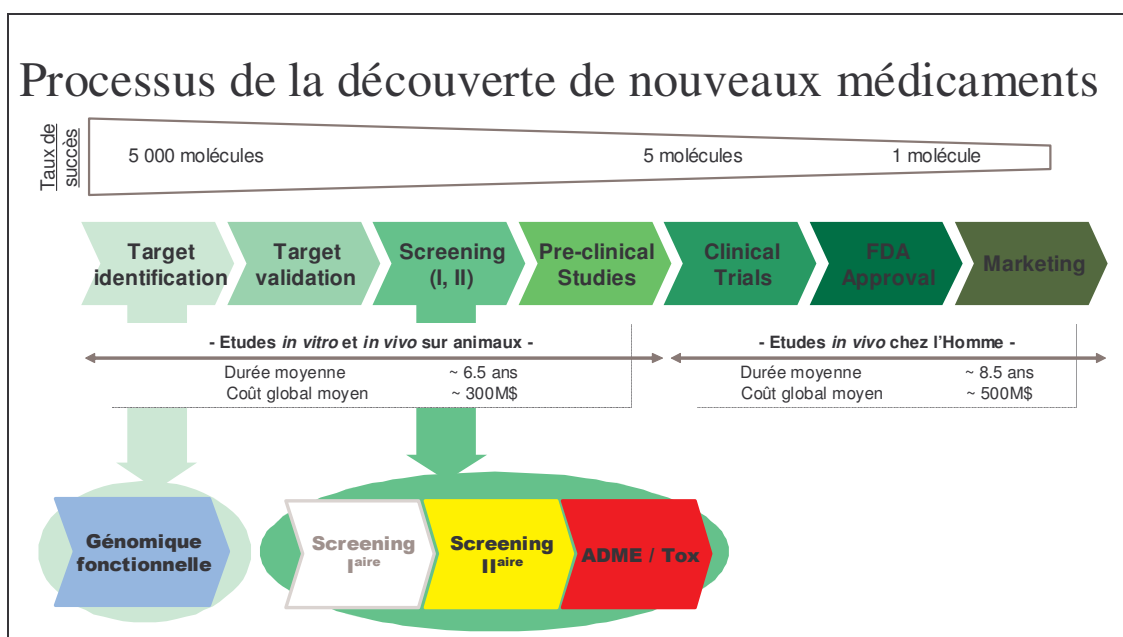 Processus de la découverte de nouveaux médicaments
Taux de
succès
5 000 molécules
5 molécules
1 molécule
Target
identification
Target
validation
Screening
(I, II)
Pre-clinical
Studies
Clinical
Trials
FDA
Approval
Marketing
- Etudes in vitro et in vivo sur animaux -
Durée moyenne ~ 6.5 ans
Coût global moyen ~ 300M$
- Etudes in vivo chez l'Homme -
Durée moyenne ~ 8.5 ans
Coût global moyen ~ 500M$
Génomique
fonctionnelle
Screening
Iaire
Screening
IIaire
ADME / Tox